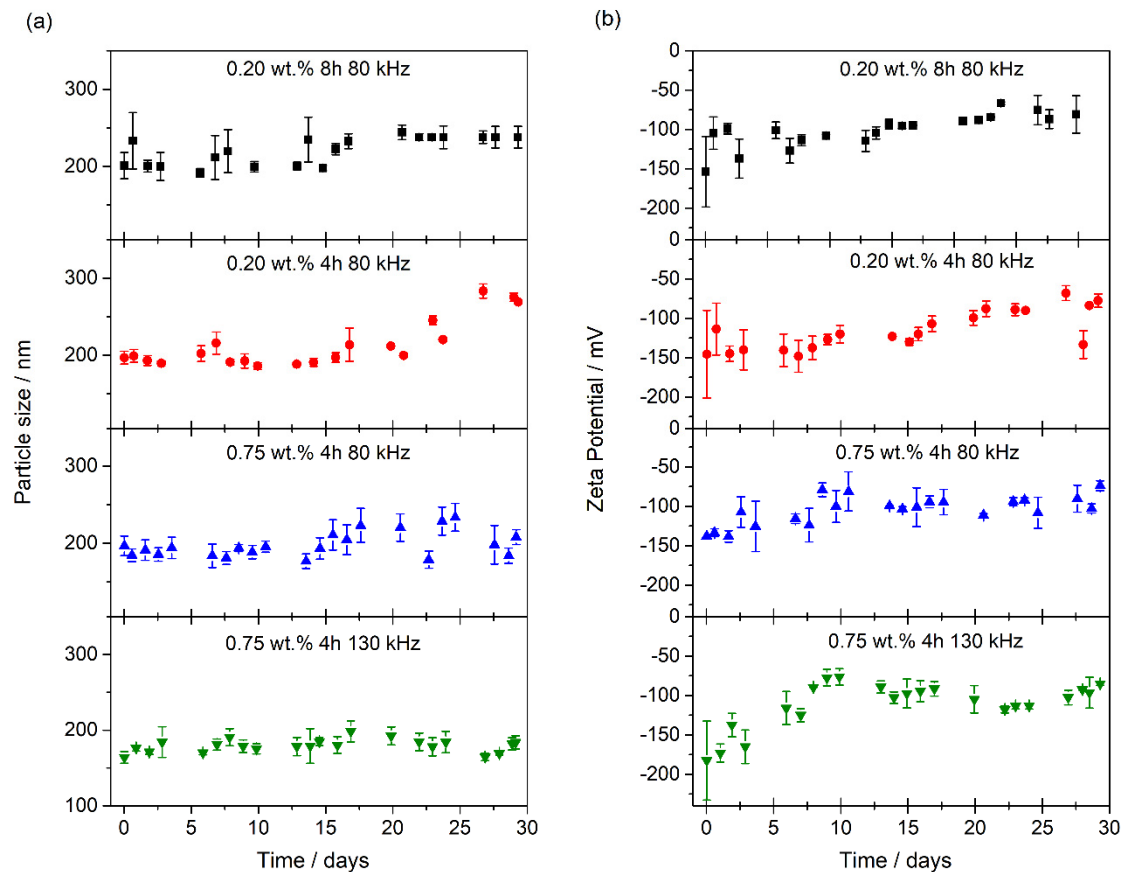 (a)
Particle size / nm
0.20 wt.% 8h 80 kHz
300
200
0.20 wt.% 4h 80 kHz
300
200
0.75 wt.% 4h 80 kHz
300
200
0.75 wt.% 4h 130 kHz
300
200
100
0 5 10 15 20 25 30
Time / days
(b)
Zeta Potential / mV
0
0.20 wt.% 8h 80 kHz
-50
-100
-150
-200
0
0.20 wt.% 4h 80 kHz
-50
-100
-150
-200
0
0.75 wt.% 4h 80 kHz
-50
-100
-150
-200
0
0.75 wt.% 4h 130 kHz
-50
-100
-150
-200
0 5 10 15 20 25 30
Time / days